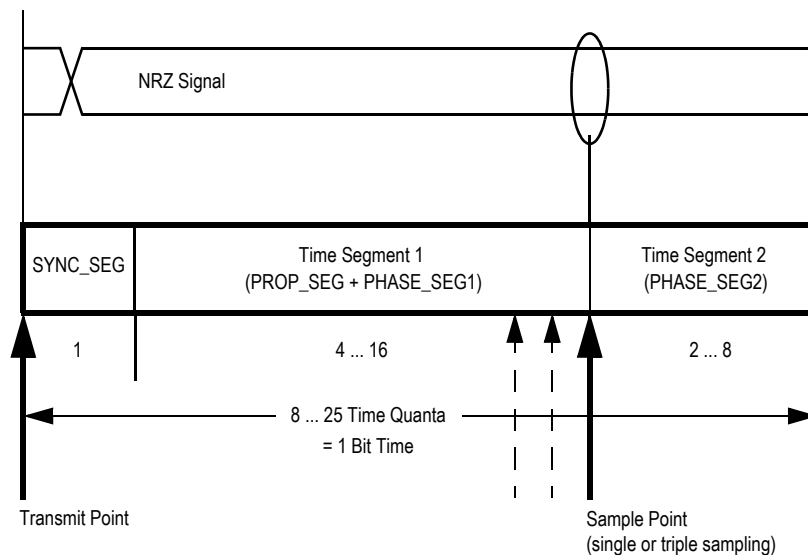 NRZ Signal
SYNC_SEG
Time Segment 1
(PROP_SEG + PHASE_SEG1)
Time Segment 2
(PHASE_SEG2)
1
4 ... 16
2 ... 8
8 ... 25 Time Quanta
= 1 Bit Time
Transmit Point
Sample Point
(single or triple sampling)